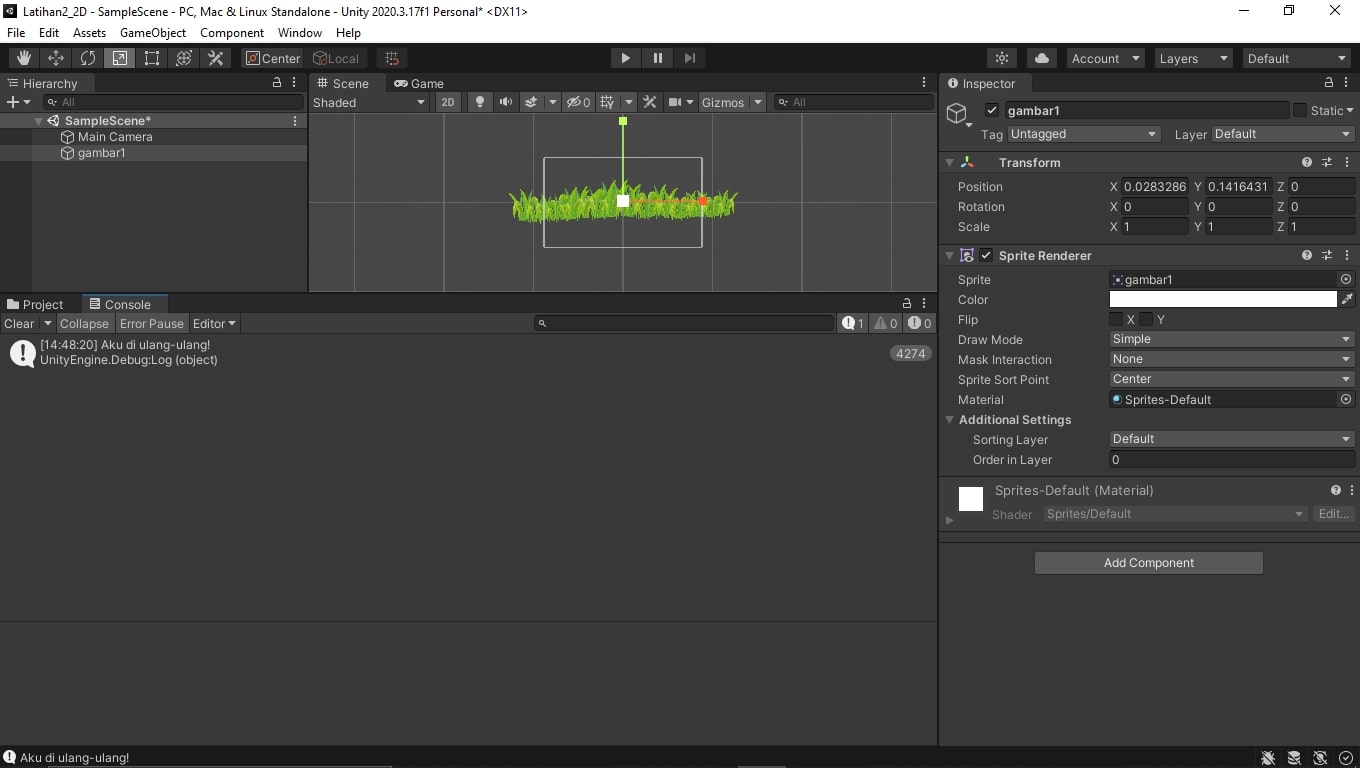 Latihan2_2D - SampleScene - PC, Mac & Linux Standalone - Unity 2020.3.17f1 Personal* <DX11>
File Edit Assets GameObject Component Window Help
Center Local Account Layers Default
Hierarchy
All
SampleScene*
Main Camera
gambar1
Scene Game
Shaded 2D 0 Gizmos All
Project Console
Clear Collapse Error Pause Editor 1 0 0
[14:48:20] Aku di ulang-ulang!
UnityEngine.Debug:Log (object)
4274
Inspector
gambar1 Static
Tag Untagged Layer Default
Transform
Position X 0.0283286 Y 0.1416431 Z 0
Rotation X 0 Y 0 Z 0
Scale X 1 Y 1 Z 1
Sprite Renderer
Sprite gambar1
Color
Flip X Y
Draw Mode Simple
Mask Interaction None
Sprite Sort Point Center
Material Sprites-Default
Additional Settings
Sorting Layer Default
Order in Layer 0
Sprites-Default (Material)
Shader Sprites/Default Edit...
Add Component
Aku di ulang-ulang!